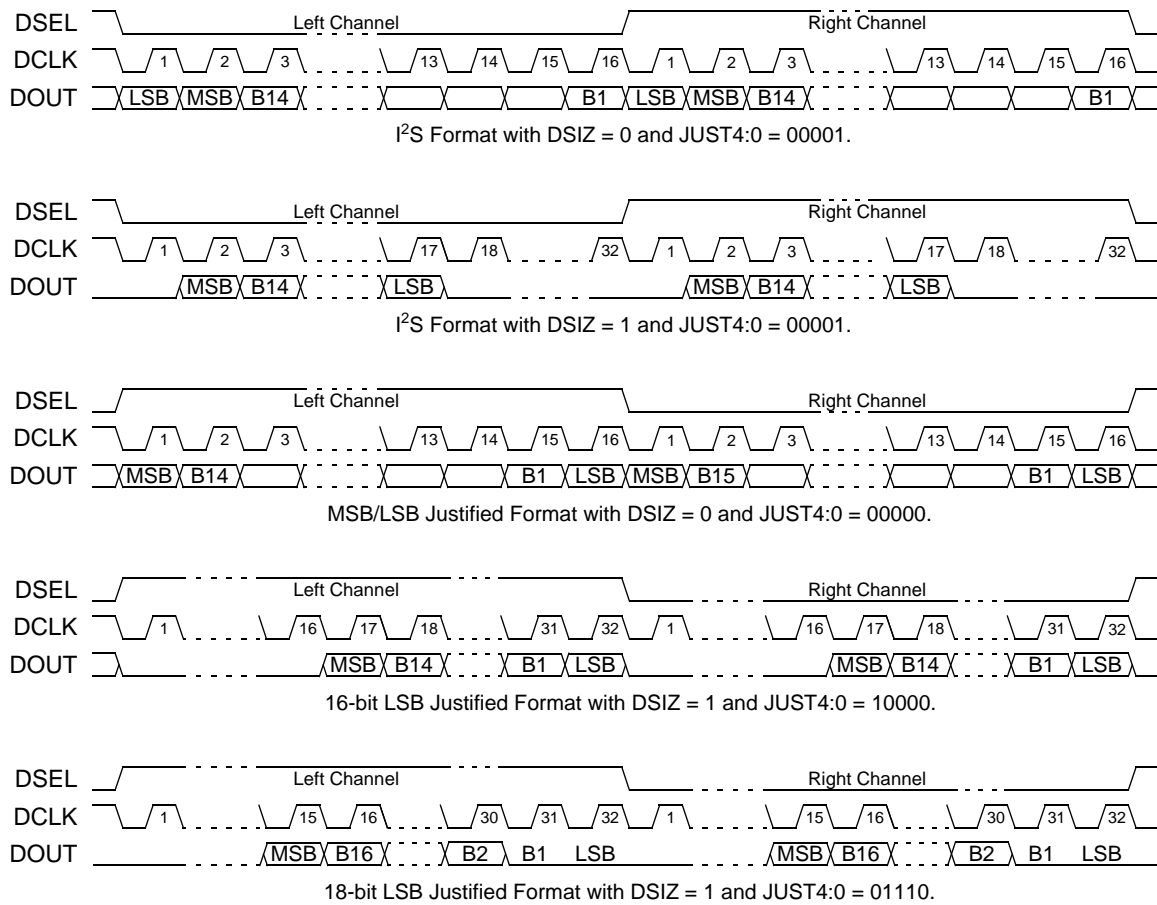 DSEL Left Channel Right Channel
DCLK 1 2 3 13 14 15 16 1 2 3 13 14 15 16
DOUT LSB MSB B14 B1 LSB MSB B14 B1
I²S Format with DSIZ = 0 and JUST4:0 = 00001.
DSEL Left Channel Right Channel
DCLK 1 2 3 17 18 32 1 2 3 17 18 32
DOUT MSB B14 LSB MSB B14 LSB
I²S Format with DSIZ = 1 and JUST4:0 = 00001.
DSEL Left Channel Right Channel
DCLK 1 2 3 13 14 15 16 1 2 3 13 14 15 16
DOUT MSB B14 B1 LSB MSB B15 B1 LSB
MSB/LSB Justified Format with DSIZ = 0 and JUST4:0 = 00000.
DSEL Left Channel Right Channel
DCLK 1 16 17 18 31 32 1 16 17 18 31 32
DOUT MSB B14 B1 LSB MSB B14 B1 LSB
16-bit LSB Justified Format with DSIZ = 1 and JUST4:0 = 10000.
DSEL Left Channel Right Channel
DCLK 1 15 16 30 31 32 1 15 16 30 31 32
DOUT MSB B16 B2 B1 LSB MSB B16 B2 B1 LSB
18-bit LSB Justified Format with DSIZ = 1 and JUST4:0 = 01110.